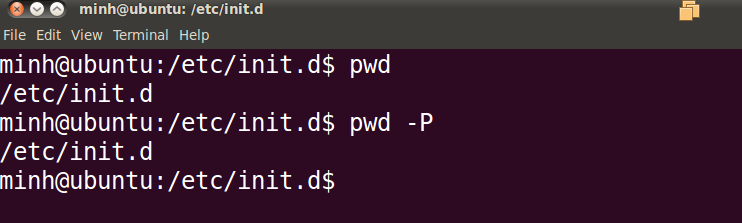 minh@ubuntu: /etc/init.d
File Edit View Terminal Help
minh@ubuntu:/etc/init.d$ pwd
/etc/init.d
minh@ubuntu:/etc/init.d$ pwd -P
/etc/init.d
minh@ubuntu:/etc/init.d$